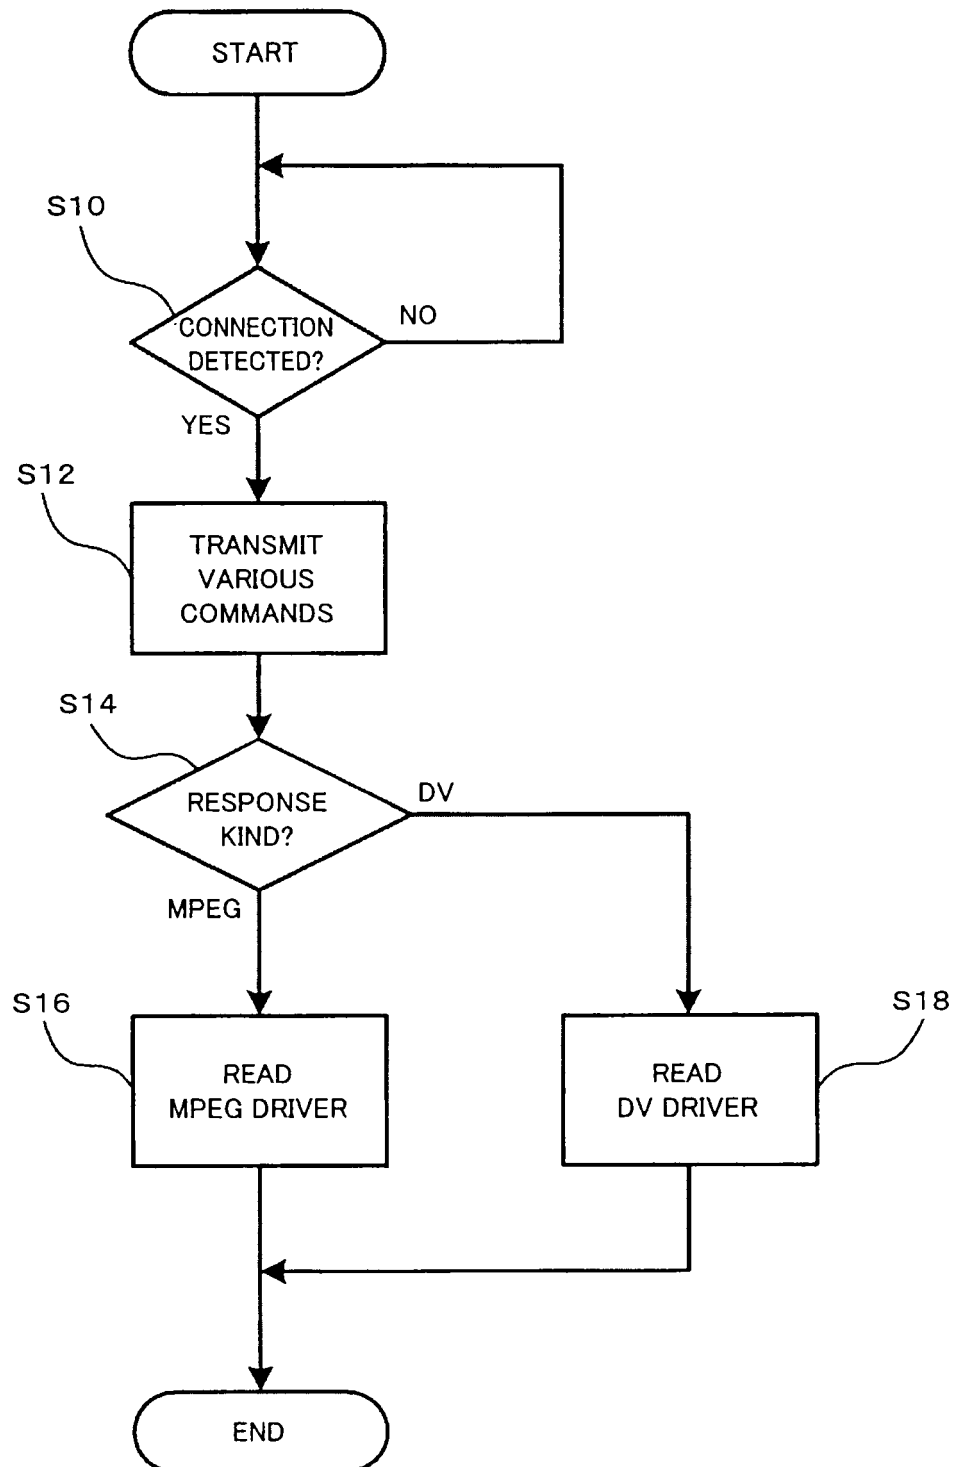 START
S10
CONNECTION
DETECTED?
NO
YES
S12
TRANSMIT
VARIOUS
COMMANDS
S14
RESPONSE
KIND?
DV
MPEG
S16
READ
MPEG DRIVER
READ
DV DRIVER
S18
END